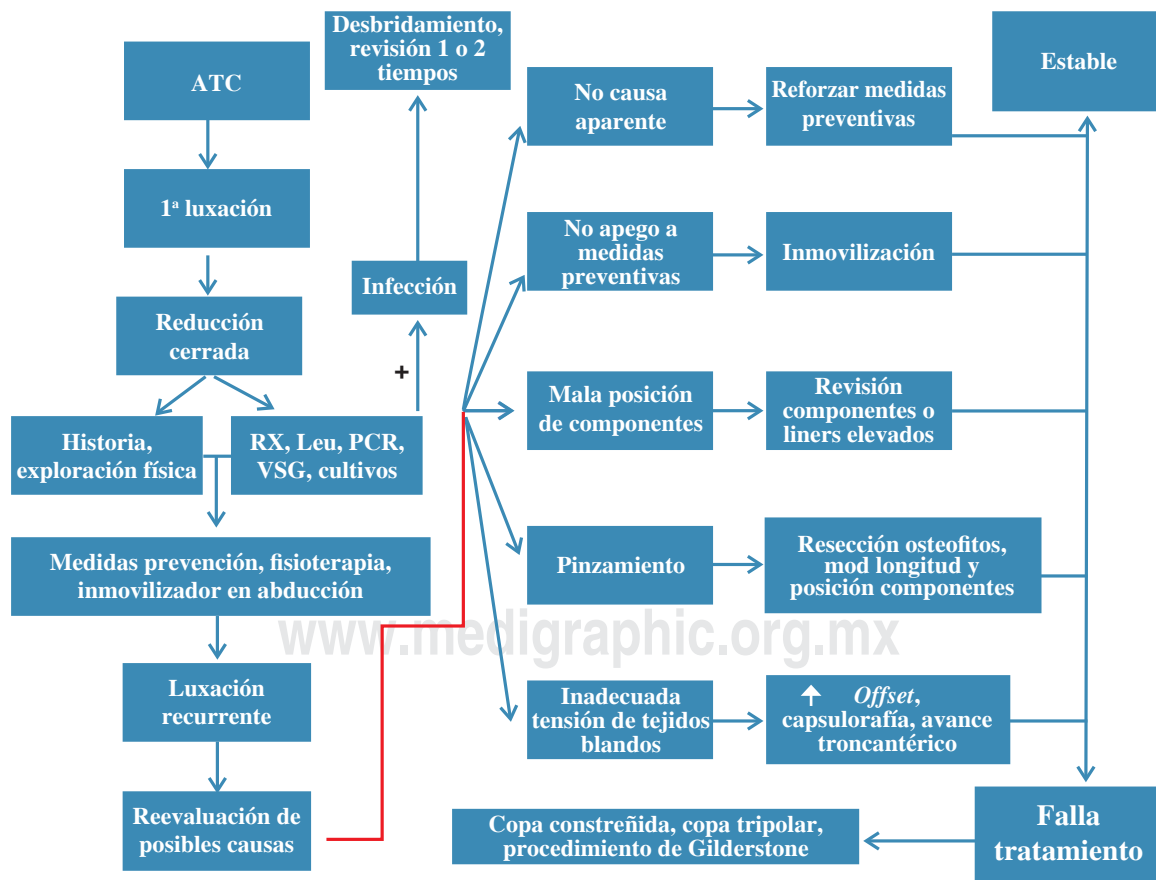 ATC
1ª luxación
Reducción
cerrada
Historia,
exploración física
RX, Leu, PCR,
VSG, cultivos
+
Infección
Desbridamiento,
revisión 1 o 2
tiempos
Medidas prevención, fisioterapia,
inmovilizador en abducción
Luxación
recurrente
Reevaluación de
posibles causas
No causa
aparente
Reforzar medidas
preventivas
No apego a
medidas
preventivas
Inmovilización
Mala posición
de componentes
Revisión
componentes o
liners elevados
Pinzamiento
Resección osteofitos,
mod longitud y
posición componentes
Inadecuada
tensión de tejidos
blandos
Offset,
capsulorafía, avance
troncantérico
Estable
Falla
tratamiento
Copa constreñida, copa tripolar,
procedimiento de Gilderstone
www.medigraphic.org.mx